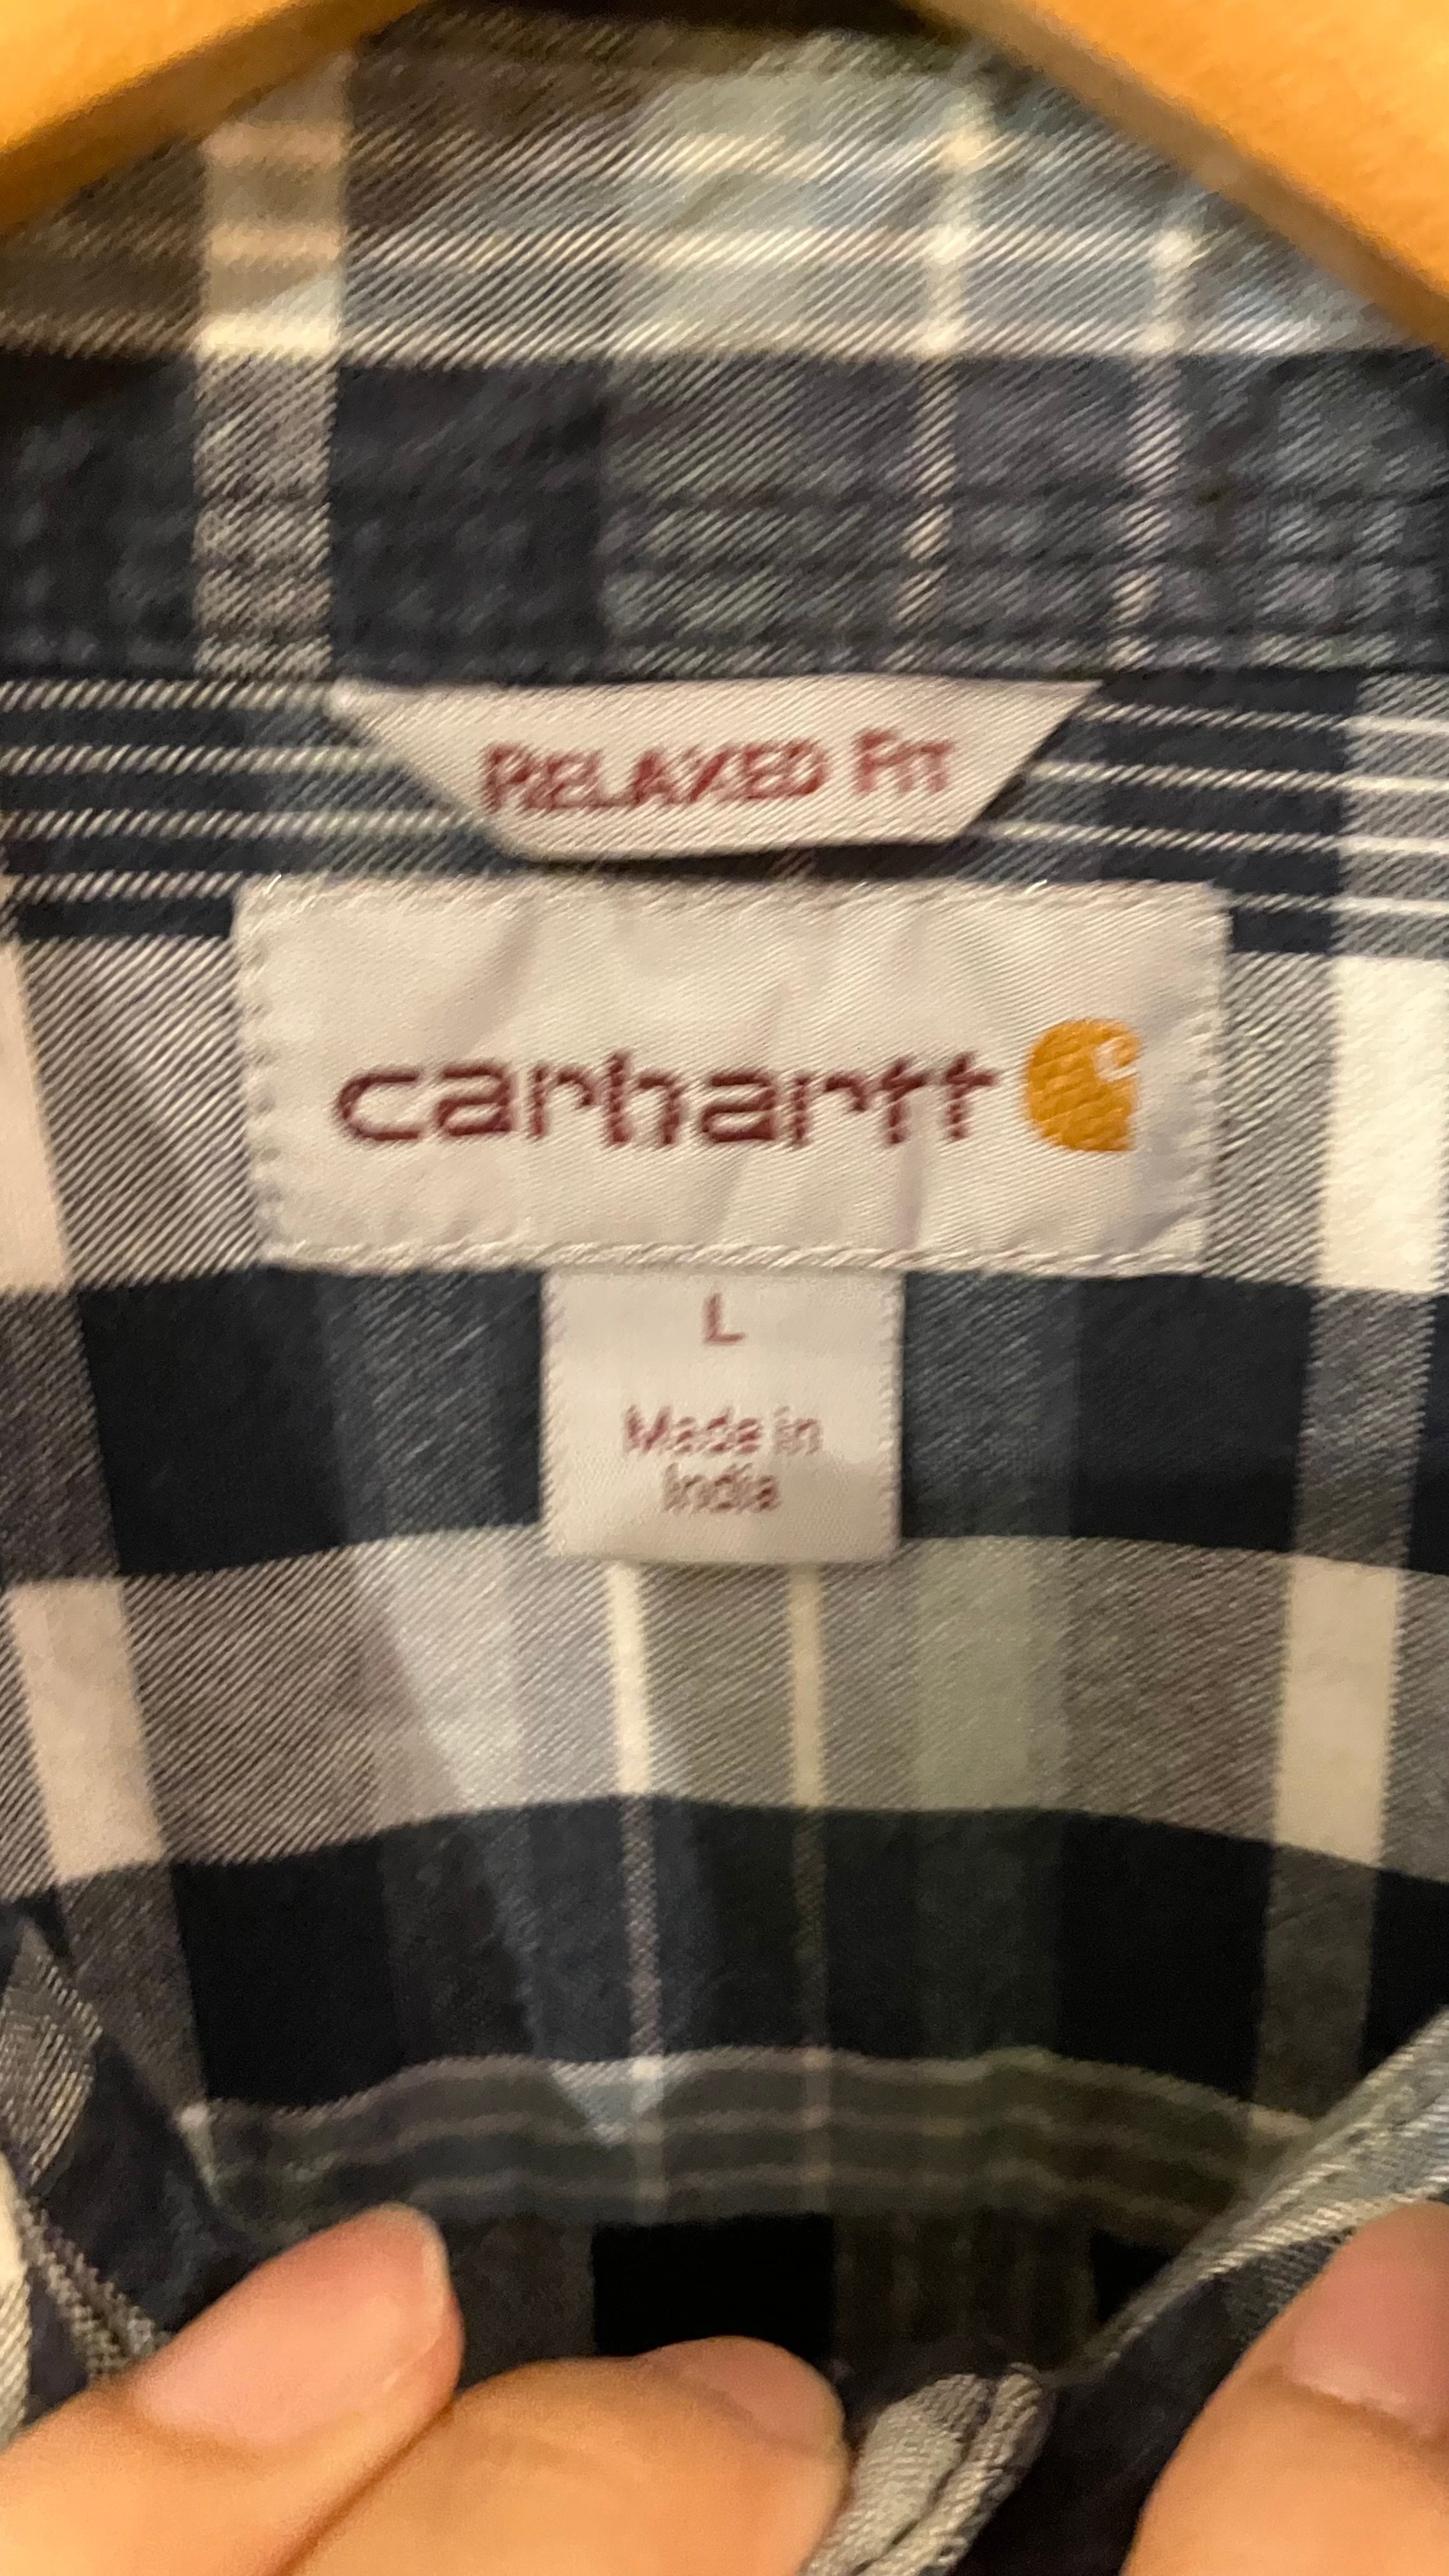 RELAXED FIT
carhartt
L
Made in
India